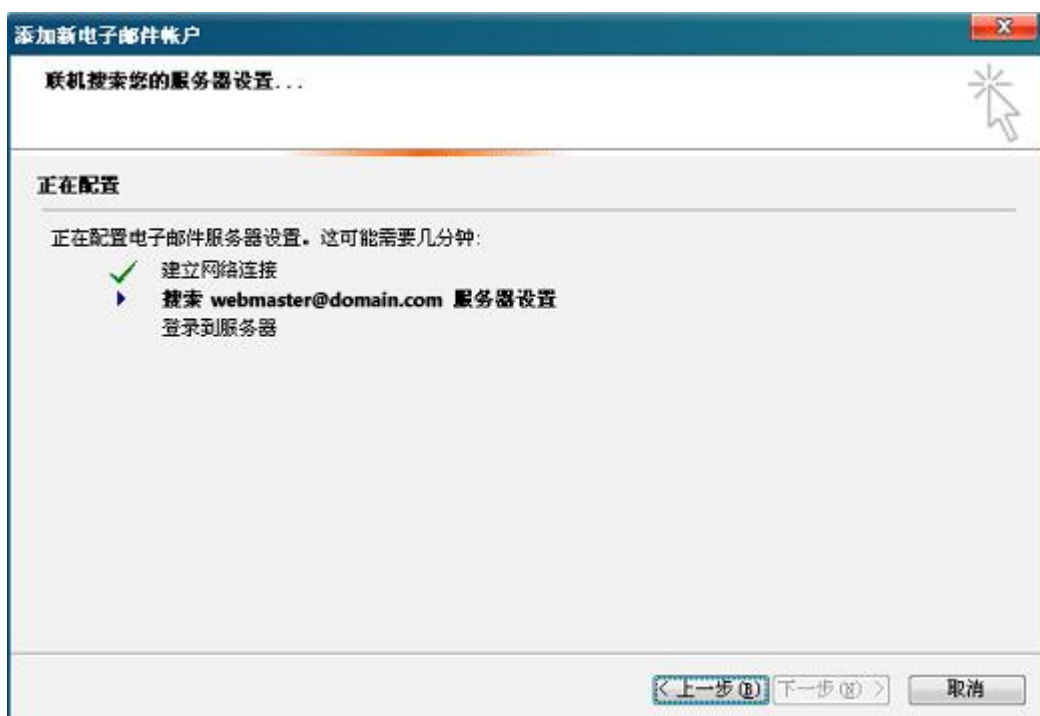 添加新电子邮件帐户
X
联机搜索您的服务器设置...
正在配置
正在配置电子邮件服务器设置。这可能需要几分钟:
建立网络连接
搜索 webmaster@domain.com 服务器设置
登录到服务器
< 上一步(B) 下一步(N) > 取消